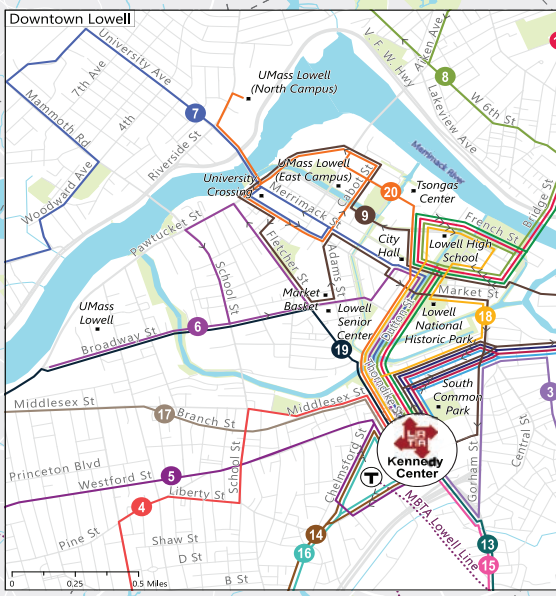 Downtown Lowell
University Ave
7th Ave
4th
Mammoth Rd
Woodward Ave
Riverside St
7
UMass Lowell
(North Campus)
V. F. W. Hwy
Aiken Ave
Lakeview Ave
8
W 6th St
Merrimack River
Bridge St
University
Crossing
UMass Lowell
(East Campus)
Cabot St
Merrimack St
20
9
Tsongas
Center
French St
City
Hall
Lowell High
School
Pawtucket St
School St
Fletcher St
Adams St
Market
Basket
Lowell
Senior
Center
Dutton St
Market St
18
Lowell
National
Historic Park
UMass
Lowell
Broadway St
6
19
Thorndike St
South
Common
Park
3
Middlesex St
17
Branch St
Middlesex St
School St
Princeton Blvd
Westford St
5
Liberty St
4
Pine St
Shaw St
D St
B St
Chelmsford St
LRTA
Kennedy
Center
T
Gorham St
Central St
MBTA Lowell Line
14
16
13
15
0 0.25 0.5 Miles